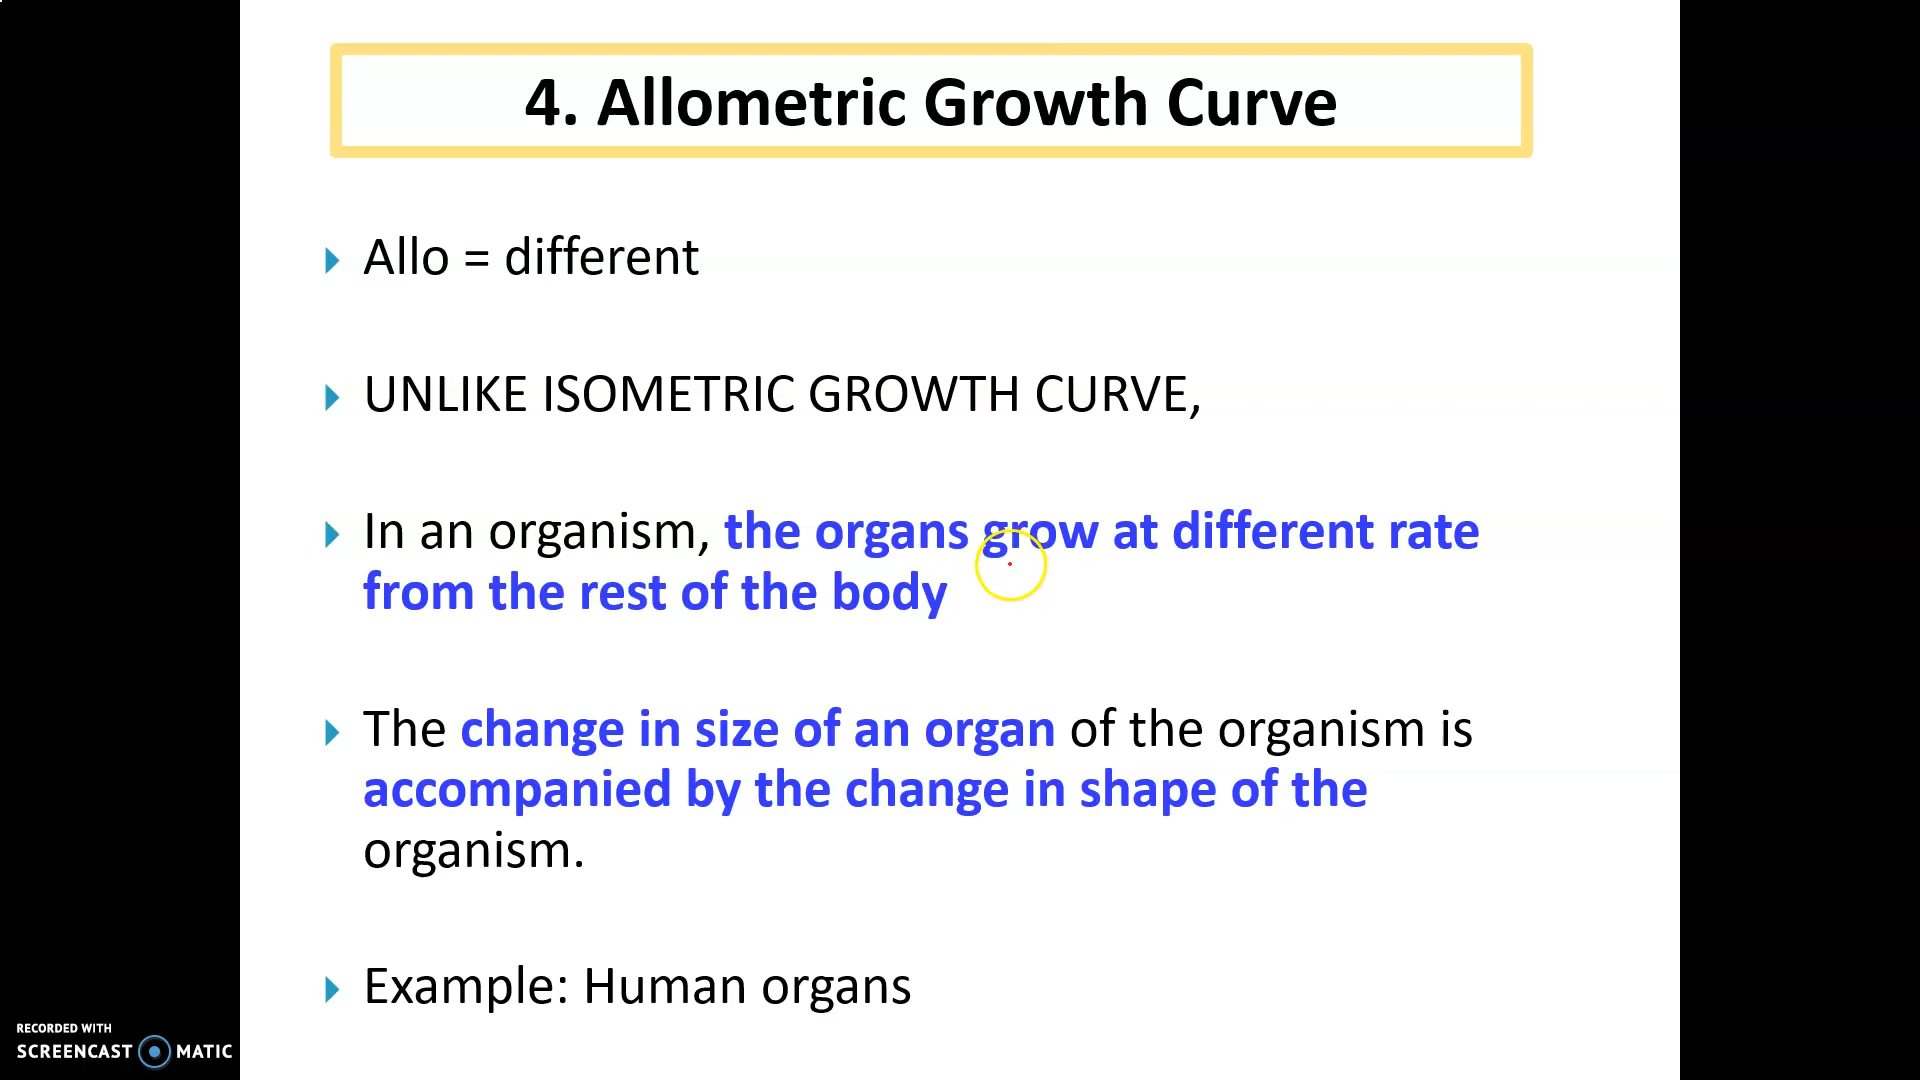 4. Allometric Growth Curve
Allo = different
UNLIKE ISOMETRIC GROWTH CURVE,
In an organism, the organs grow at different rate
from the rest of the body
The change in size of an organ of the organism is
accompanied by the change in shape of the
organism.
Example: Human organs
RECORDED WITH
SCREENCAST MATIC